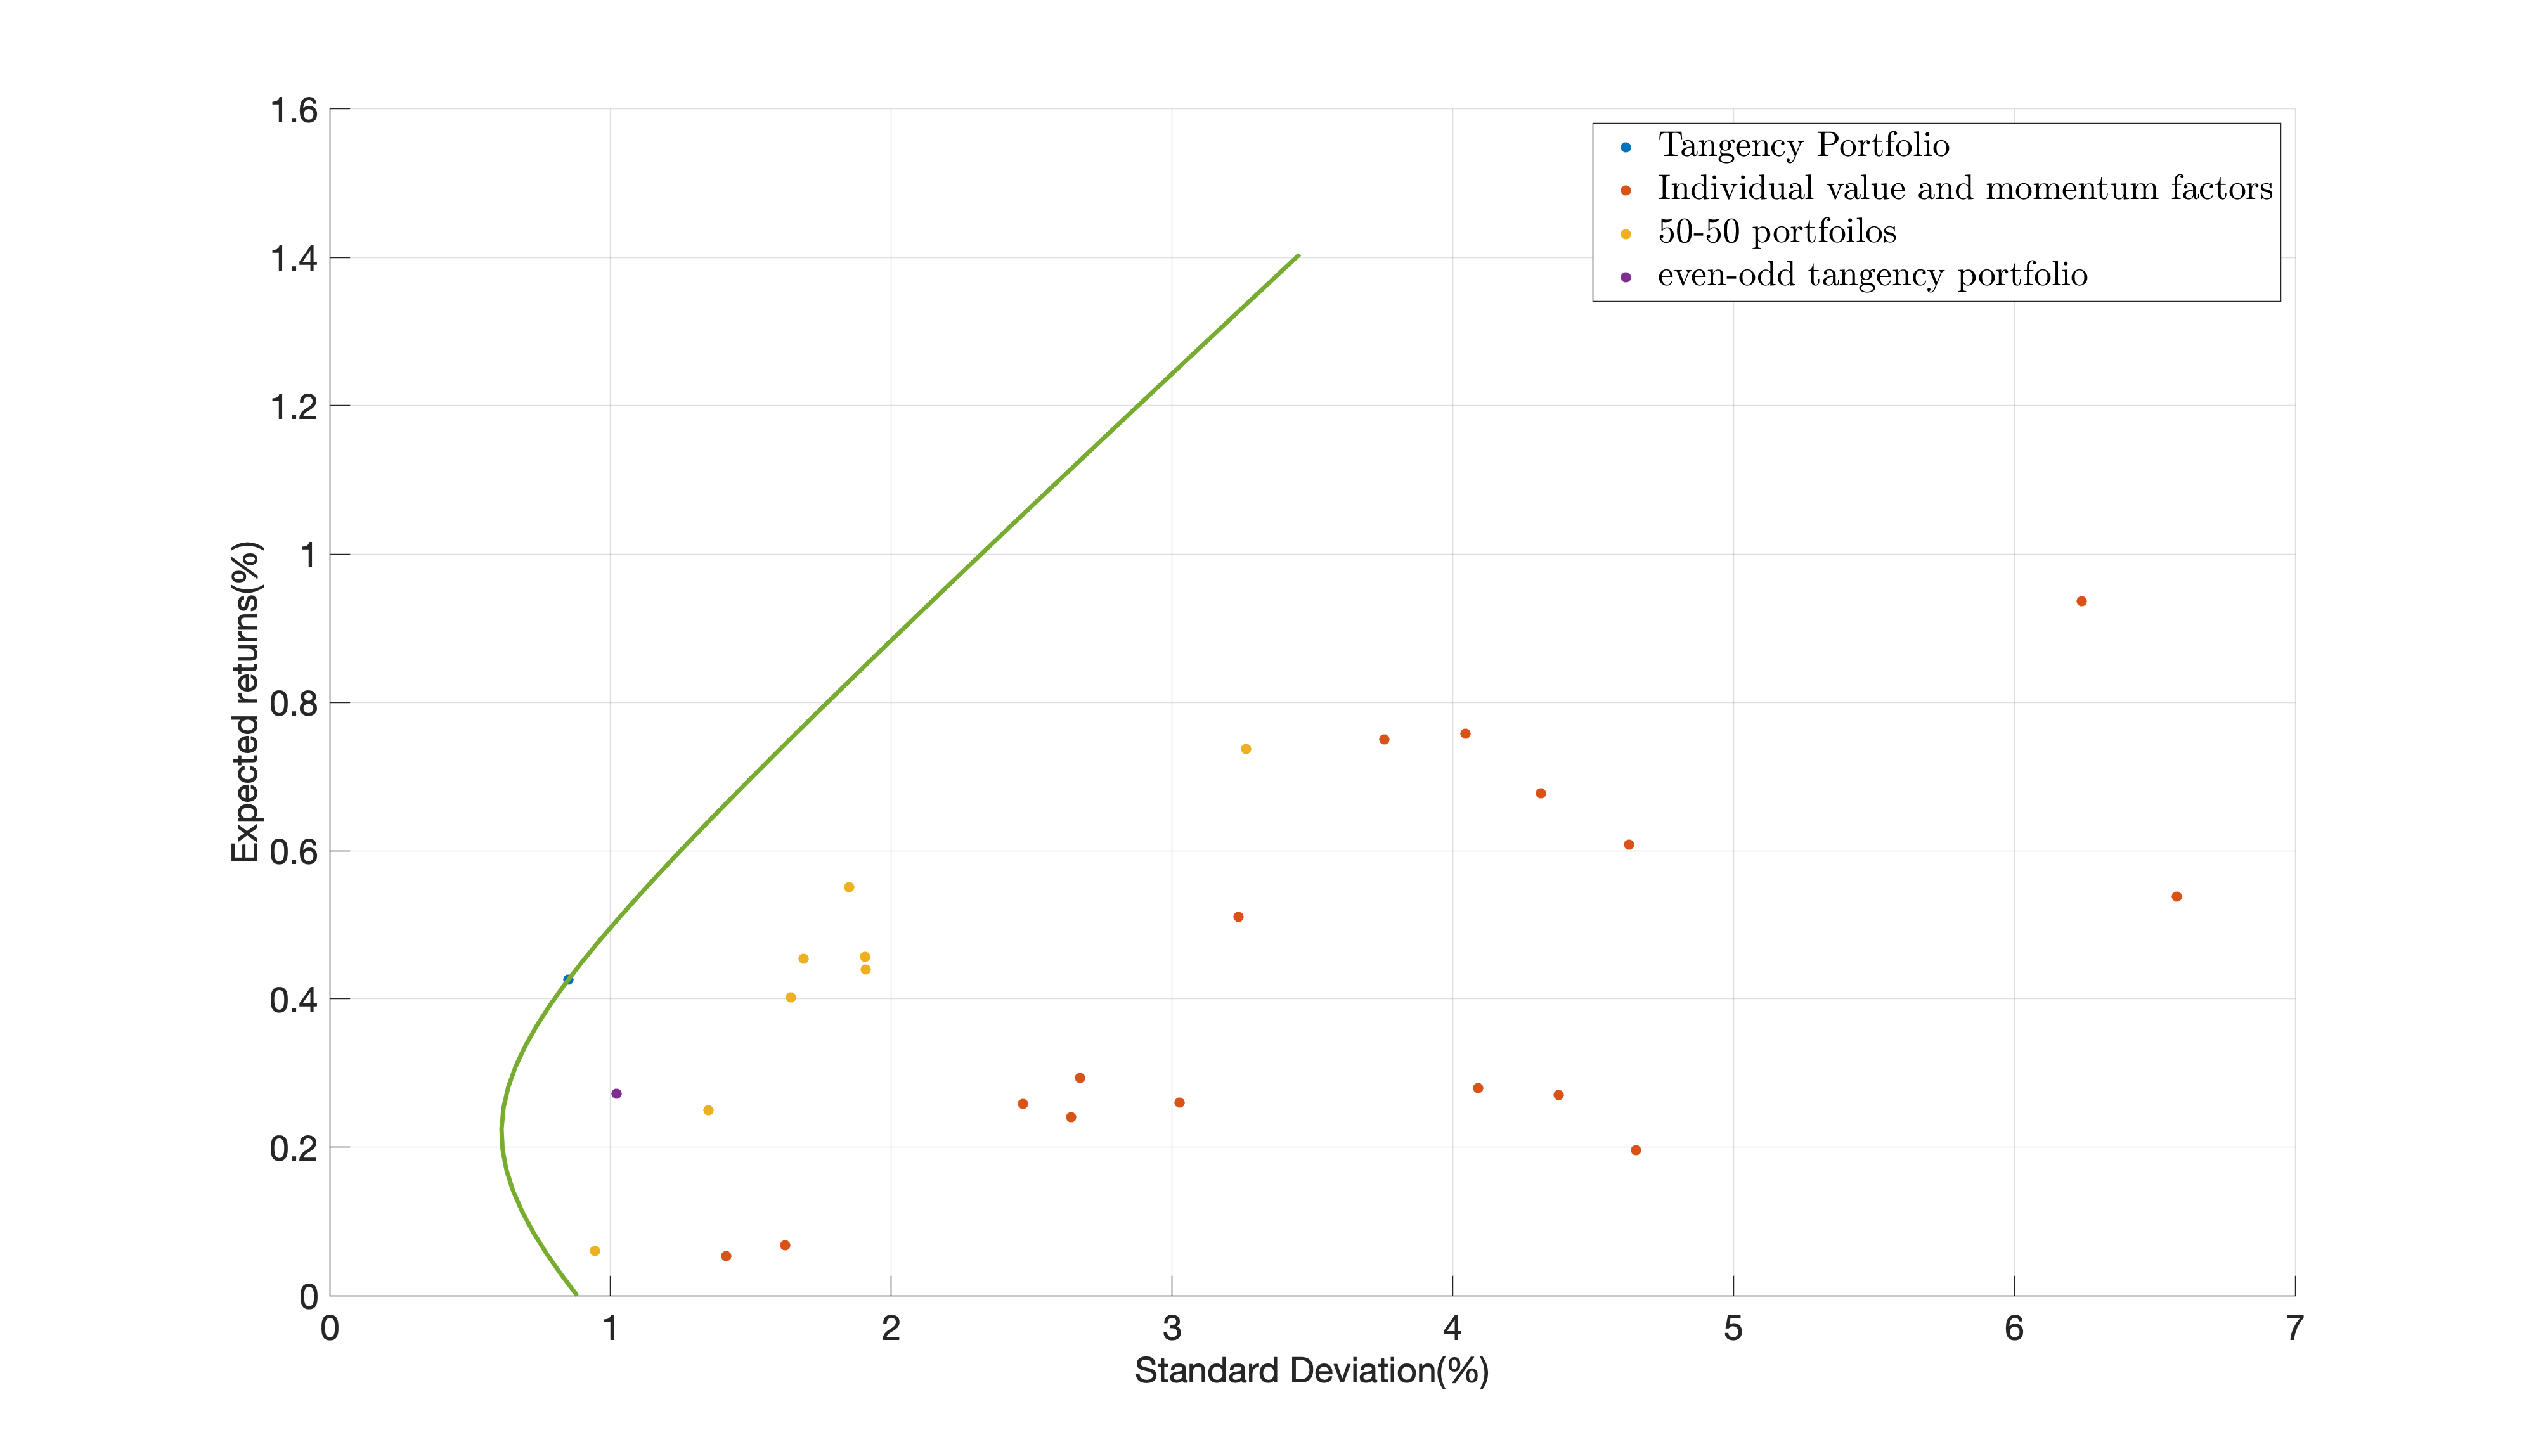 Tangency Portfolio
Individual value and momentum factors
50-50 portfoilos
even-odd tangency portfolio
Expected returns(%)
1.6
1.4
1.2
1
0.8
0.6
0.4
0.2
0
0 1 2 3 4 5 6 7
Standard Deviation(%)